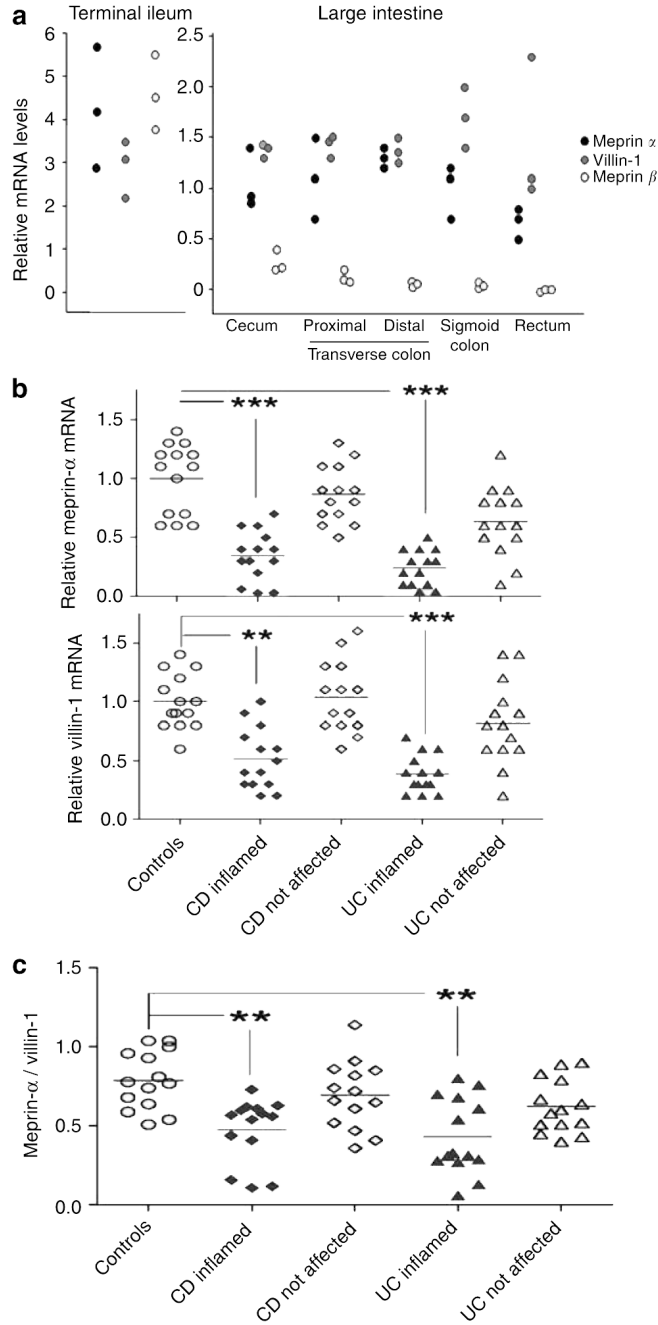 a
Terminal ileum
Large intestine
Relative mRNA levels
6
5
4
3
2
1
0
2.5
2.0
1.5
1.0
0.5
0
Meprin α
Villin-1
Meprin β
Cecum
Proximal
Distal
Sigmoid colon
Rectum
Transverse colon
b
Relative meprin-α mRNA
1.5
1.0
0.5
0.0
***
***
Relative villin-1 mRNA
1.5
1.0
0.5
0.0
**
***
Controls
CD inflamed
CD not affected
UC inflamed
UC not affected
c
Meprin-α / villin-1
1.5
1.0
0.5
0.0
**
**
Controls
CD inflamed
CD not affected
UC inflamed
UC not affected